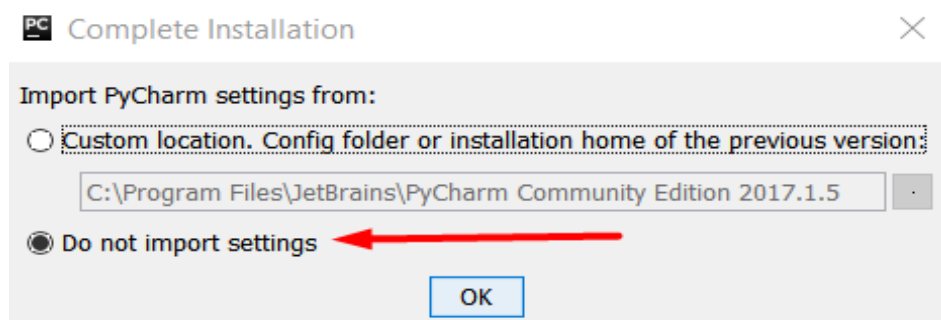 PC Complete Installation
Import PyCharm settings from:
Custom location. Config folder or installation home of the previous version:
C:\Program Files\JetBrains\PyCharm Community Edition 2017.1.5
Do not import settings
OK